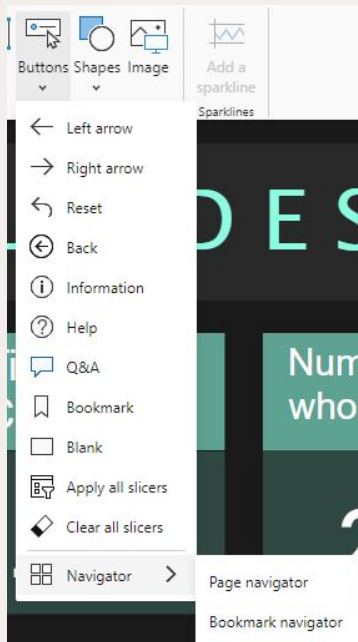 Buttons Shapes Image
Add a
sparkline
Sparklines
Left arrow
Right arrow
Reset
Back
Information
Help
Q&A
Bookmark
Blank
Apply all slicers
Clear all slicers
Navigator
Page navigator
Bookmark navigator
D E S
Num
who